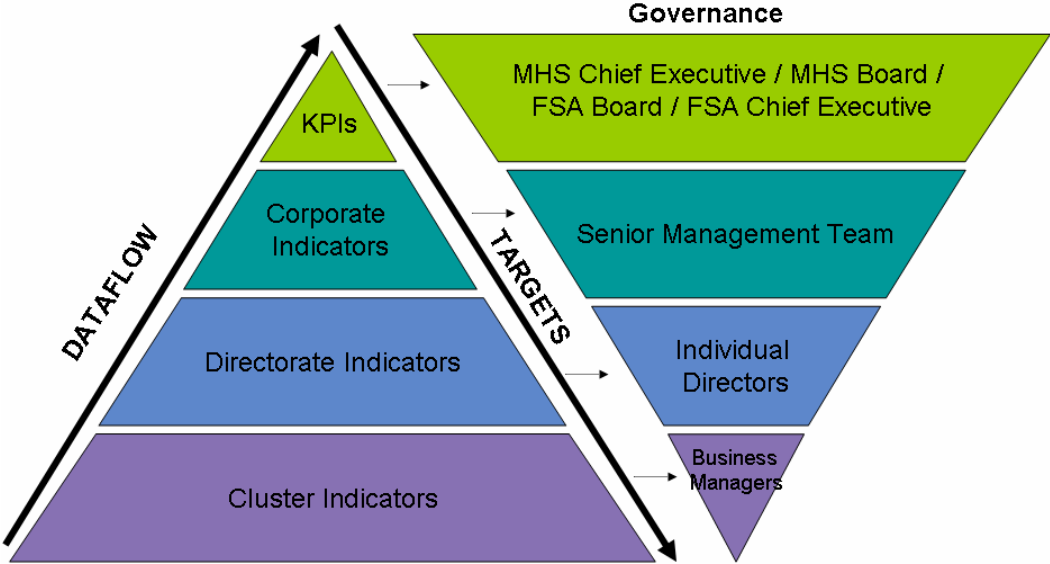 Governance
MHS Chief Executive / MHS Board /
FSA Board / FSA Chief Executive
KPIs
Corporate
Indicators
Senior Management Team
DATAFLOW
TARGETS
Directorate Indicators
Individual
Directors
Cluster Indicators
Business
Managers